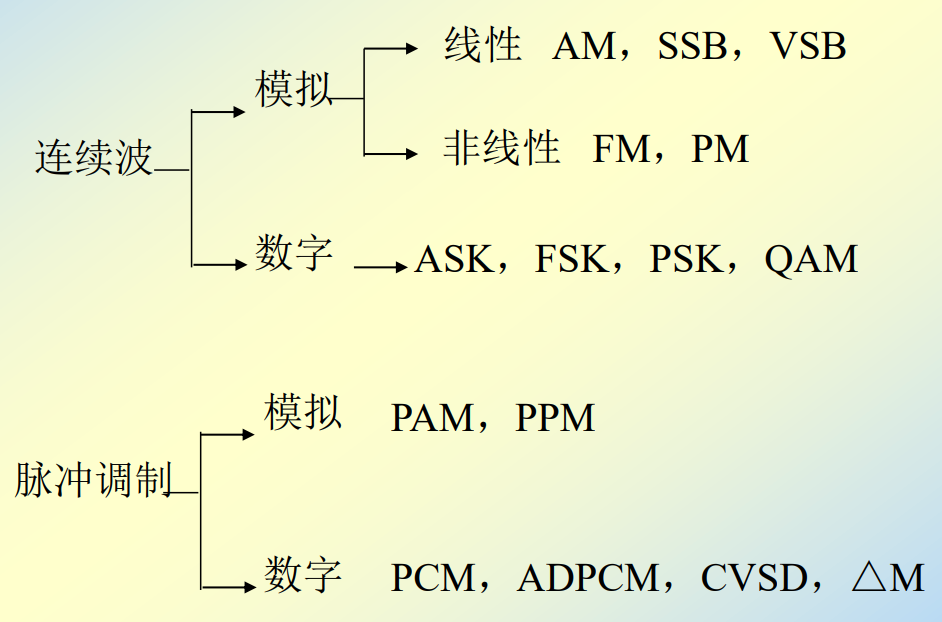 线性 AM，SSB，VSB
模拟
非线性 FM，PM
连续波
数字 ASK，FSK，PSK，QAM
模拟 PAM，PPM
脉冲调制
数字 PCM，ADPCM，CVSD，△M